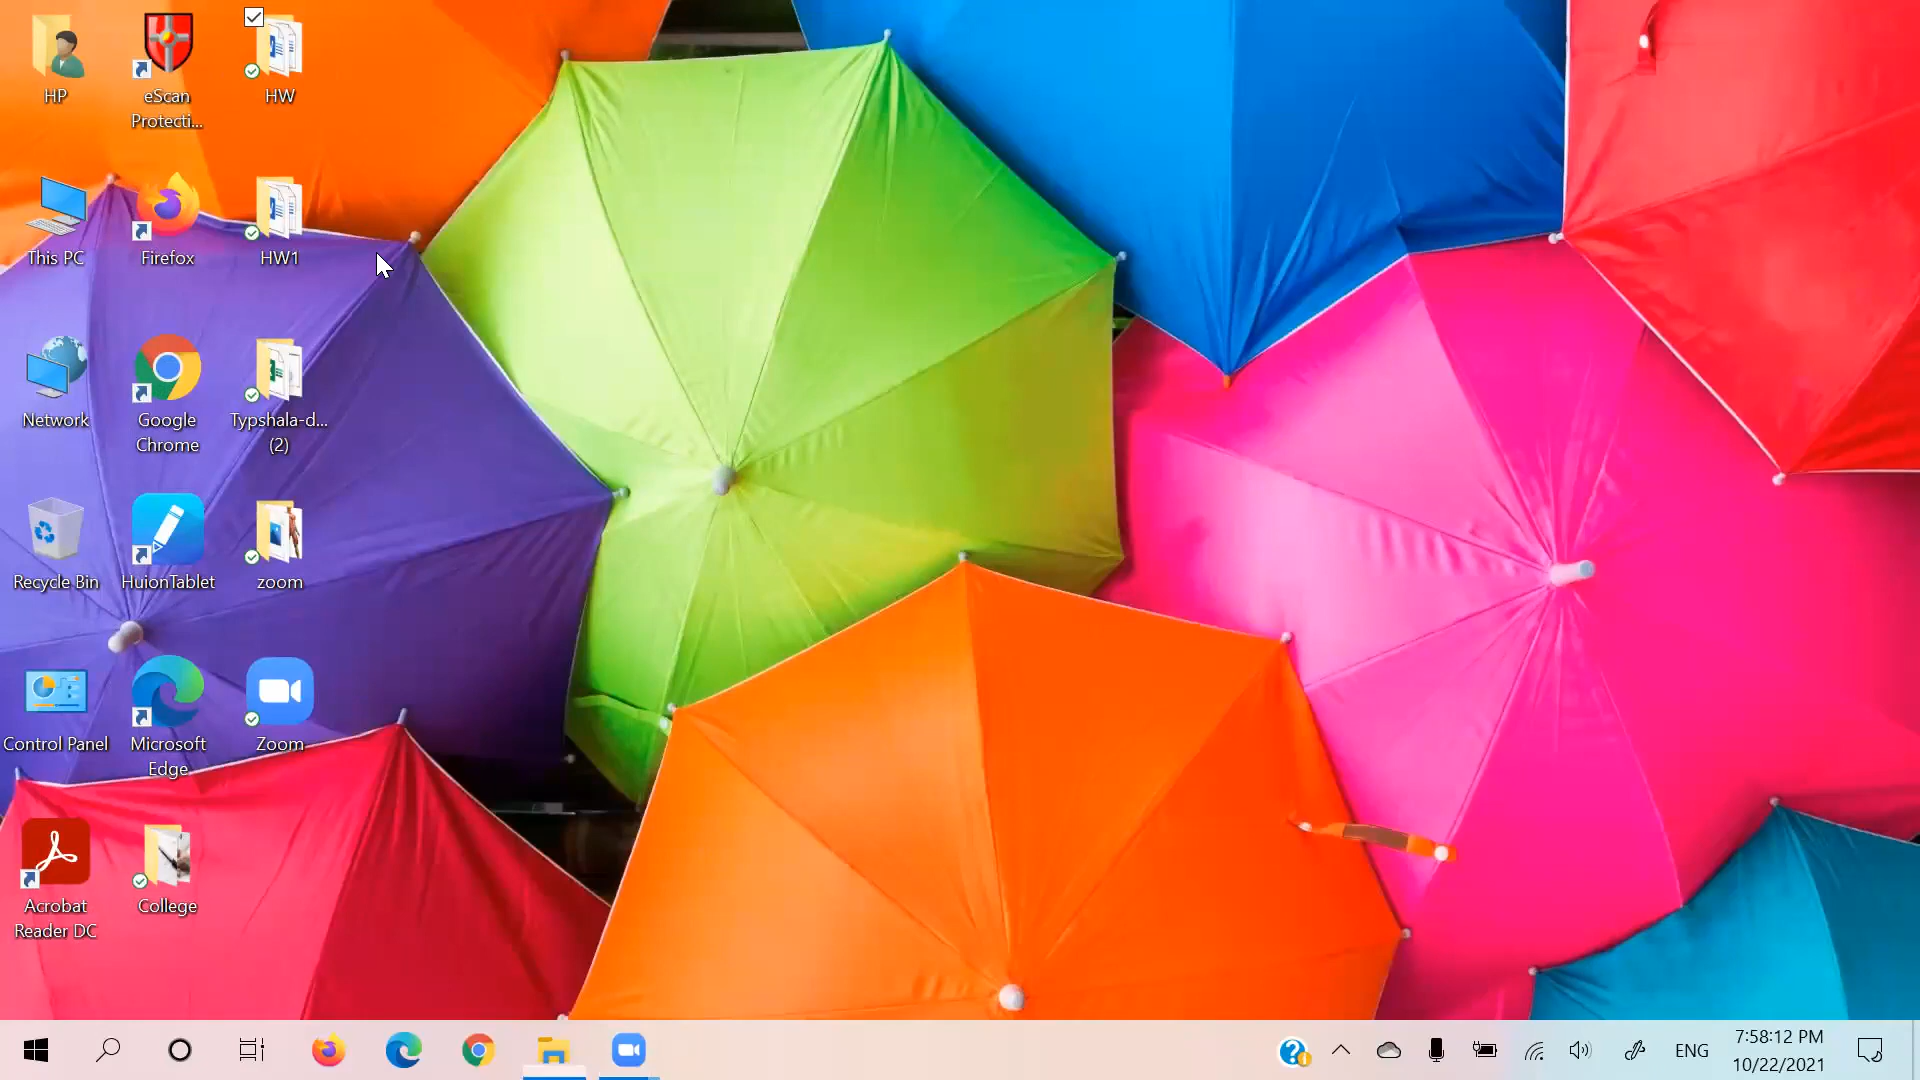 HP
eScan
Protecti...
HW
This PC
Firefox
HW1
Network
Google
Chrome
Typshala-d...
(2)
Recycle Bin
HuionTablet
zoom
Control Panel
Microsoft
Edge
Zoom
Acrobat
Reader DC
College
ENG
7:58:12 PM
10/22/2021